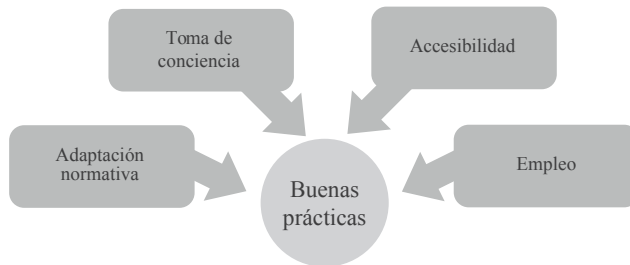 Toma de
conciencia
Accesibilidad
Adaptación
normativa
Empleo
Buenas
prácticas